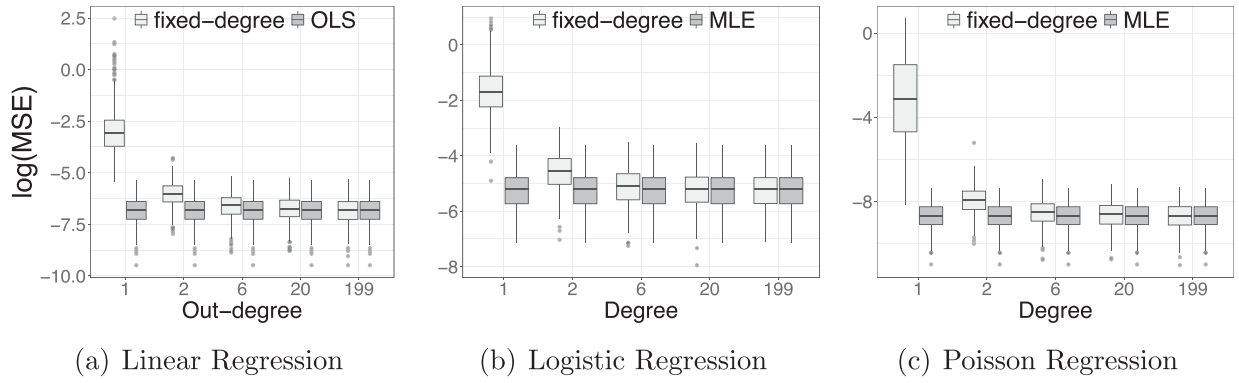 fixed-degree OLS
log(MSE)
2.5
0.0
−2.5
−5.0
−7.5
−10.0
1 2 6 20 199
Out-degree
(a) Linear Regression
fixed-degree MLE
0
−2
−4
−6
−8
1 2 6 20 199
Degree
(b) Logistic Regression
fixed-degree MLE
0
−4
−8
1 2 6 20 199
Degree
(c) Poisson Regression